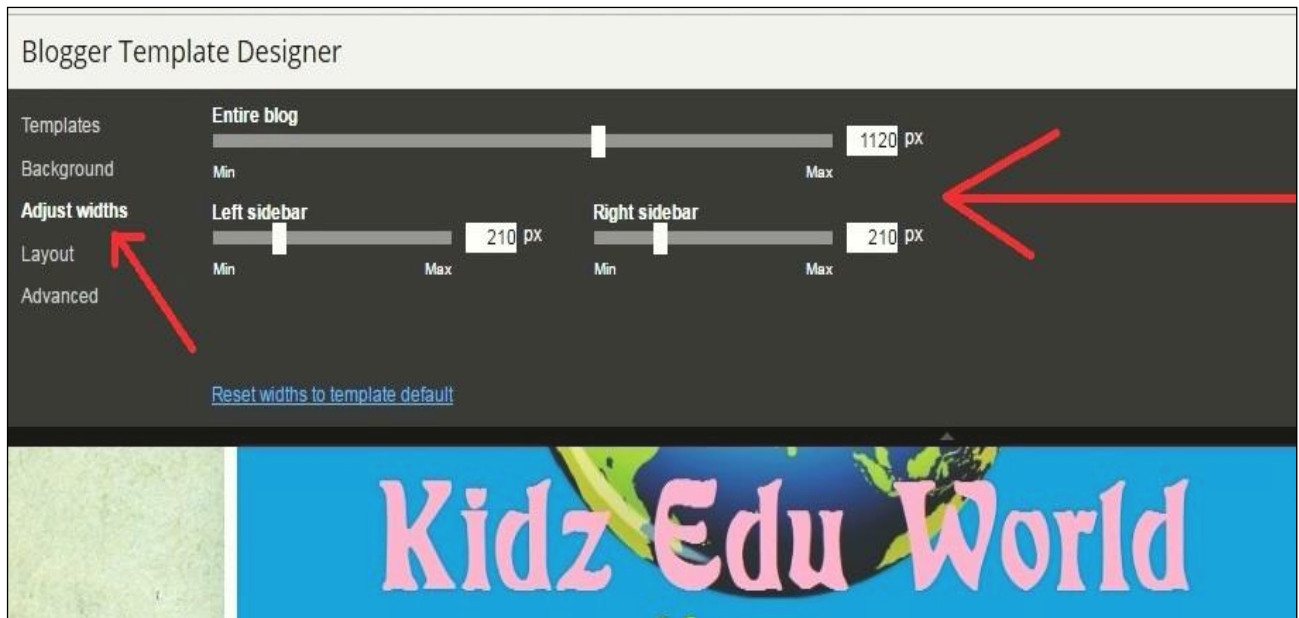 Blogger Template Designer
Templates
Background
Adjust widths
Layout
Advanced
Entire blog
1120 px
Min Max
Left sidebar
210 px
Min Max
Right sidebar
210 px
Min Max
Reset widths to template default
Kidz Edu World